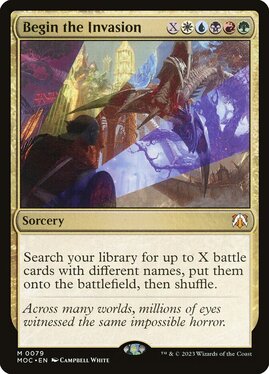 Begin the Invasion X
Sorcery
Search your library for up to X battle
cards with different names, put them
onto the battlefield, then shuffle.
Across many worlds, millions of eyes
witnessed the same impossible horror.
M 0079
MOC • EN CAMPBELL WHITE
™ & © 2023 Wizards of the Coast